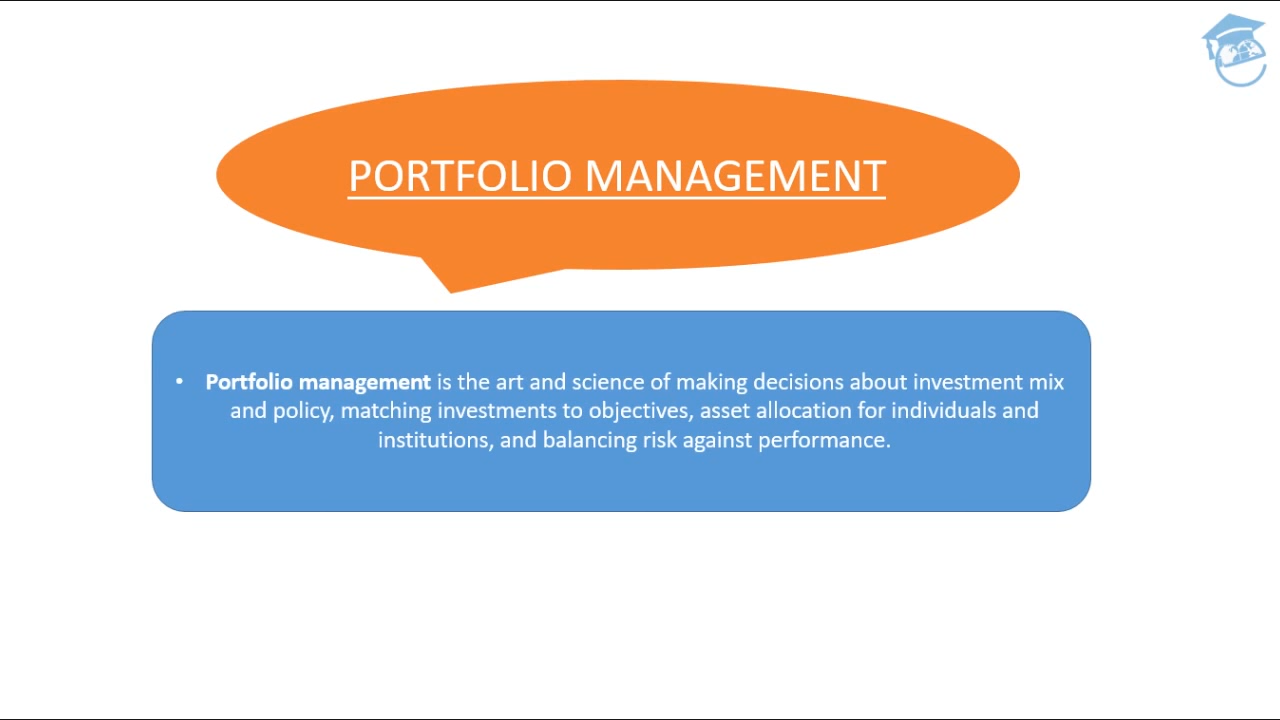 PORTFOLIO MANAGEMENT
• Portfolio management is the art and science of making decisions about investment mix
and policy, matching investments to objectives, asset allocation for individuals and
institutions, and balancing risk against performance.